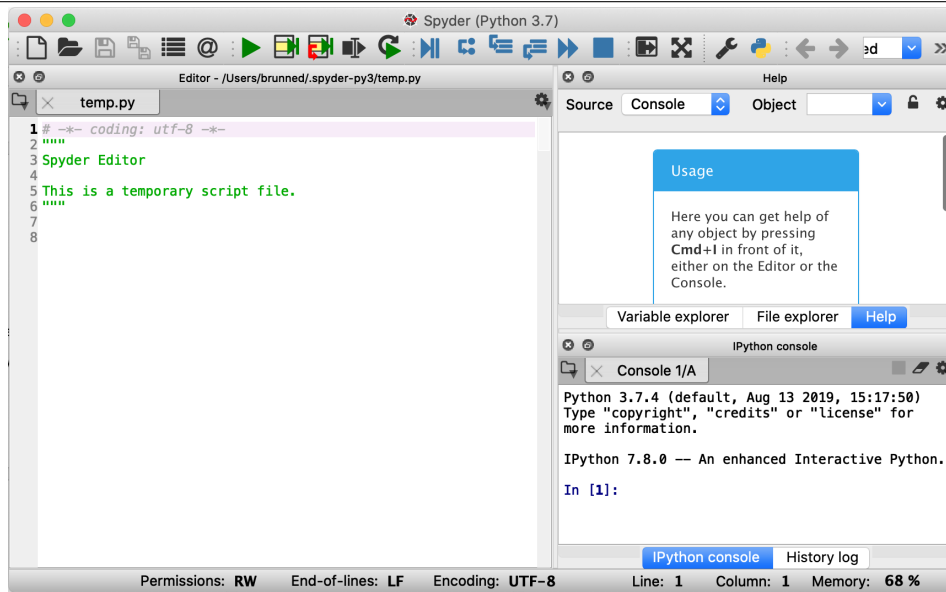 Spyder (Python 3.7)
Editor - /Users/brunned/.spyder-py3/temp.py
temp.py
1 # -*- coding: utf-8 -*-
2 """
3 Spyder Editor
4
5 This is a temporary script file.
6 """
7
8
Help
Source Console Object
Usage
Here you can get help of
any object by pressing
Cmd+I in front of it,
either on the Editor or the
Console.
Variable explorer File explorer Help
IPython console
Console 1/A
Python 3.7.4 (default, Aug 13 2019, 15:17:50)
Type "copyright", "credits" or "license" for
more information.
IPython 7.8.0 -- An enhanced Interactive Python.
In [1]:
IPython console History log
Permissions: RW End-of-lines: LF Encoding: UTF-8 Line: 1 Column: 1 Memory: 68 %